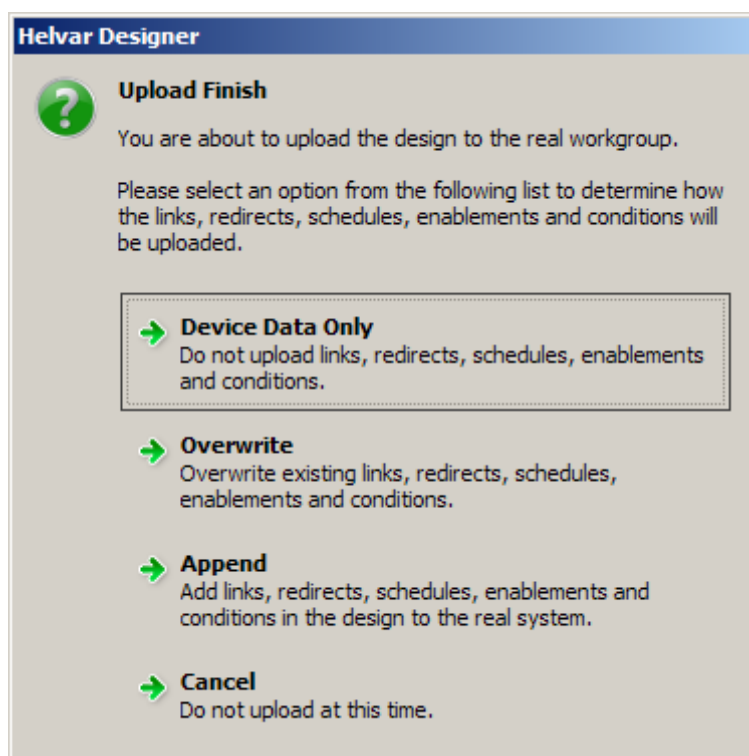 Helvar Designer
Upload Finish
You are about to upload the design to the real workgroup.
Please select an option from the following list to determine how
the links, redirects, schedules, enablements and conditions will
be uploaded.
Device Data Only
Do not upload links, redirects, schedules, enablements
and conditions.
Overwrite
Overwrite existing links, redirects, schedules,
enablements and conditions.
Append
Add links, redirects, schedules, enablements and
conditions in the design to the real system.
Cancel
Do not upload at this time.